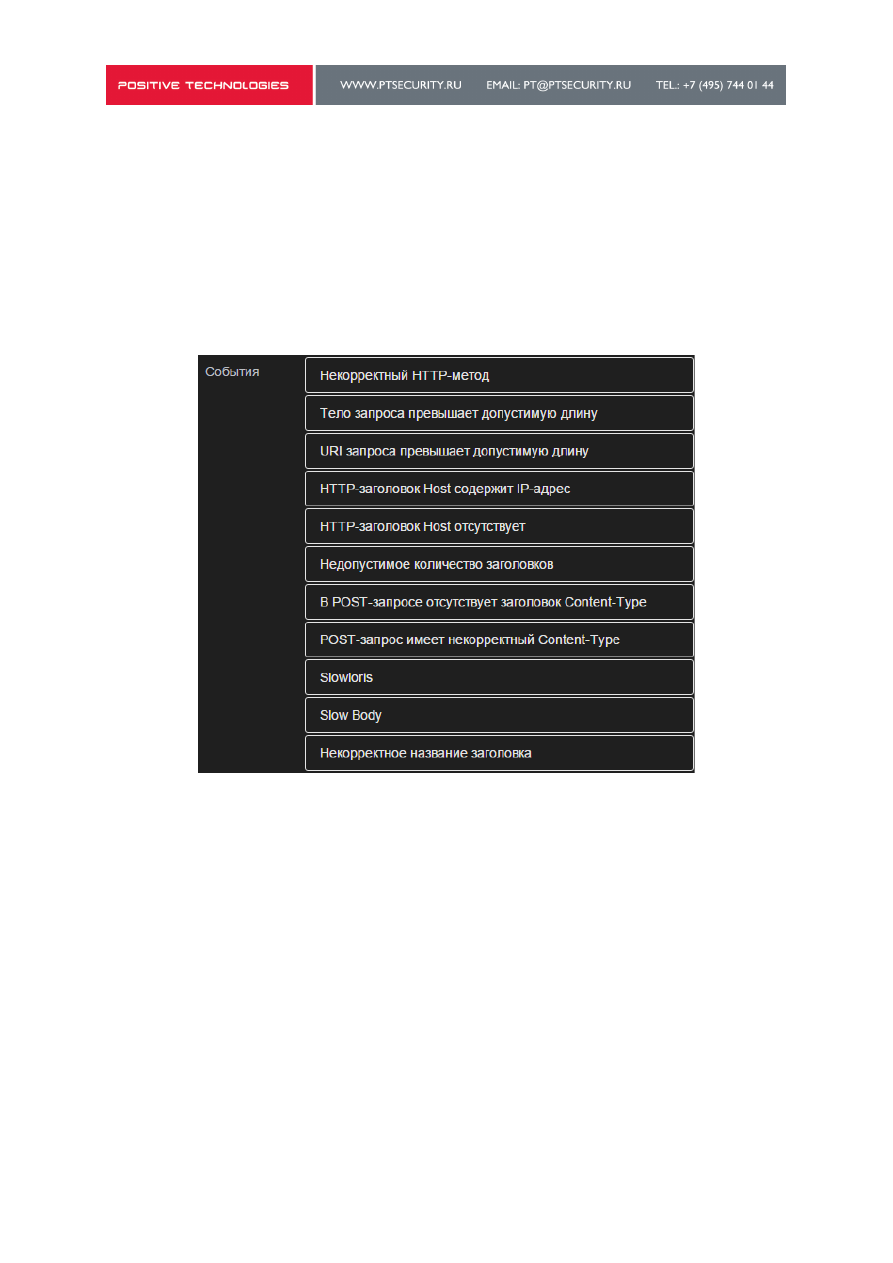 POSITIVE TECHNOLOGIES WWW.PTSECURITY.RU EMAIL: PT@PTSECURITY.RU TEL.: +7 (495) 744 01 44
События
Некорректный HTTP-метод
Тело запроса превышает допустимую длину
URI запроса превышает допустимую длину
HTTP-заголовок Host содержит IP-адрес
HTTP-заголовок Host отсутствует
Недопустимое количество заголовков
В POST-запросе отсутствует заголовок Content-Type
POST-запрос имеет некорректный Content-Type
Slowloris
Slow Body
Некорректное название заголовка